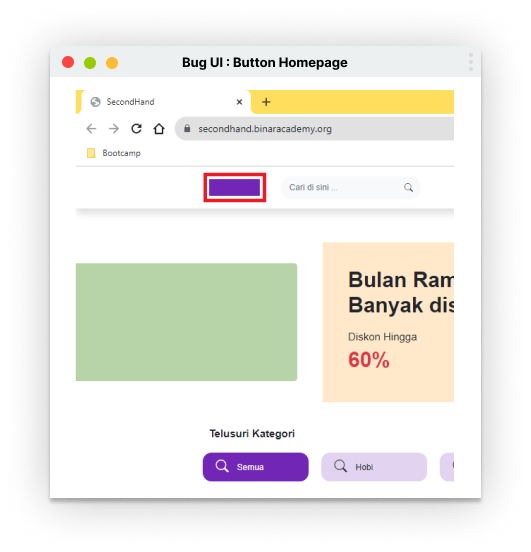 Bug UI : Button Homepage
SecondHand
secondhand.binaracademy.org
Bootcamp
Cari di sini ...
Bulan Ram
Banyak dis
Diskon Hingga
60%
Telusuri Kategori
Semua
Hobi